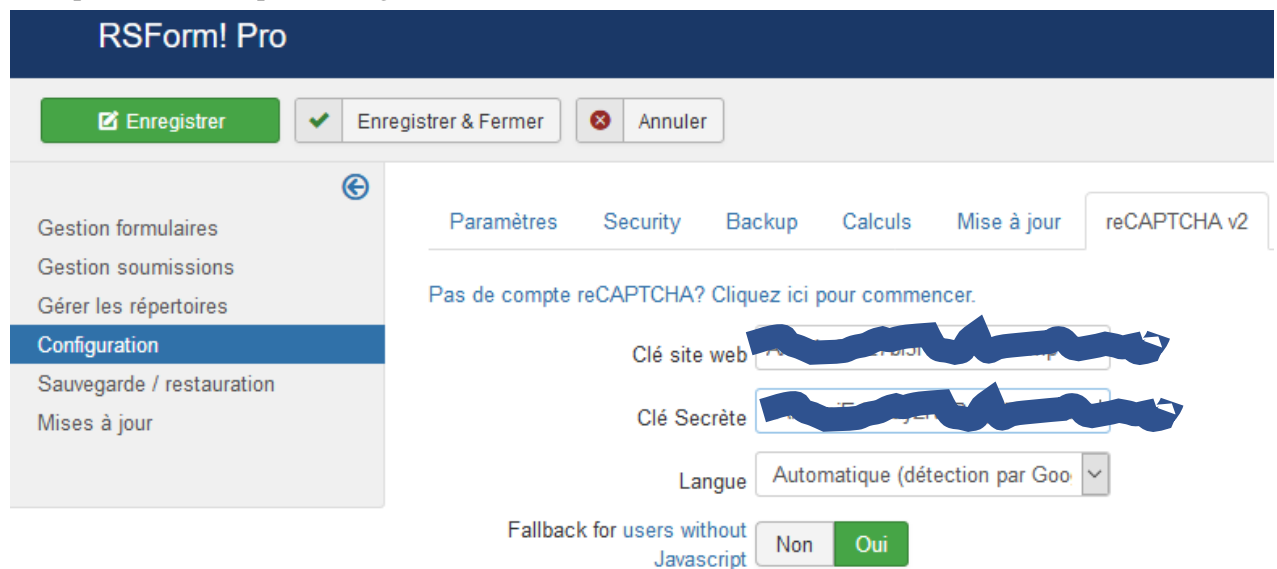 RSForm! Pro
Enregistrer
Enregistrer & Fermer
Annuler
Gestion formulaires
Gestion soumissions
Gérer les répertoires
Configuration
Sauvegarde / restauration
Mises à jour
Paramètres Security Backup Calculs Mise à jour reCAPTCHA v2
Pas de compte reCAPTCHA? Cliquez ici pour commencer.
Clé site web
Clé Secrète
Langue Automatique (détection par Goo
Fallback for users without
Javascript
Non Oui